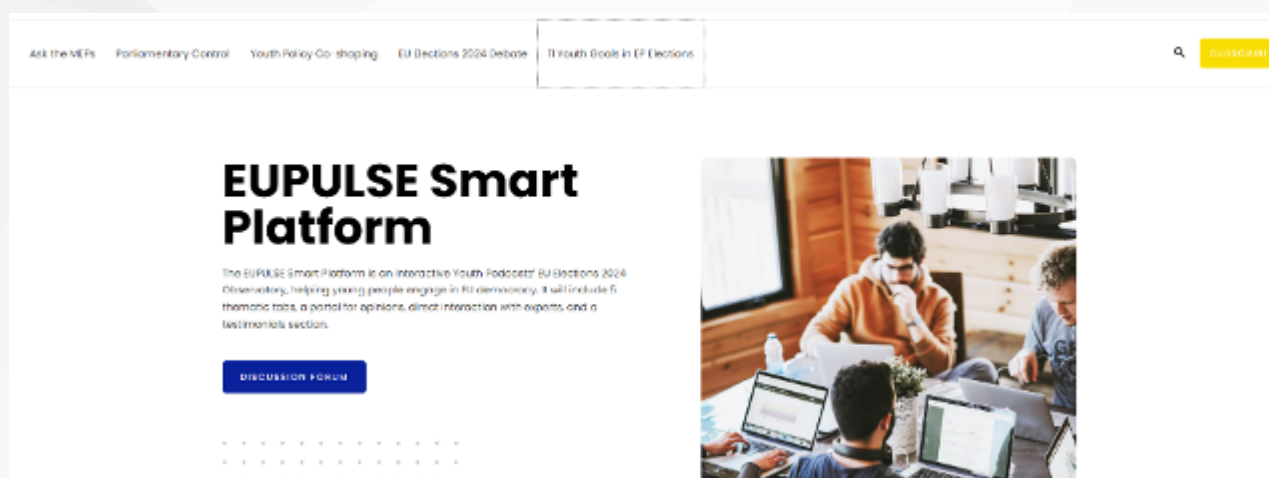 Ask the MEPs
Parliamentary Control
Youth Policy Co-shaping
EU Elections 2024 Debate
11 Youth Goals in EP Elections
SUBSCRIBE
EUPULSE Smart
Platform
The EUPULSE Smart Platform is an interactive Youth Podcasts' EU Elections 2024
Observatory, helping young people engage in EU democracy. It will include 5
thematic tabs, a portal for opinions, direct interaction with experts, and a
testimonials section.
DISCUSSION FORUM